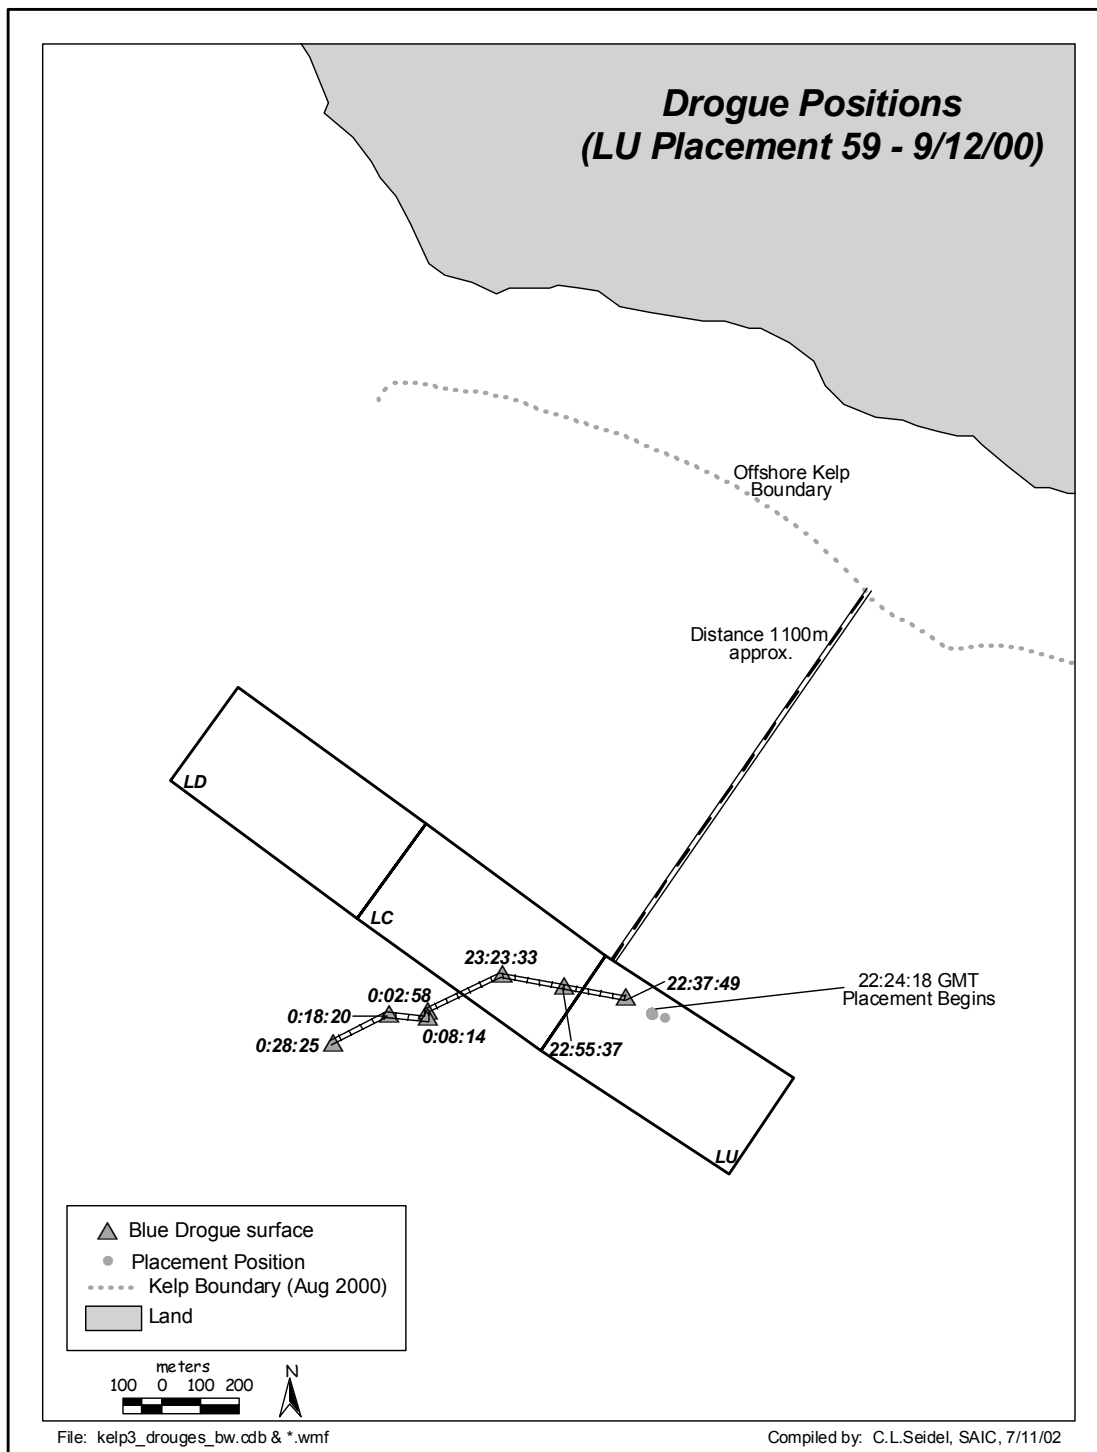 Drogue Positions
(LU Placement 59 - 9/12/00)
Offshore Kelp
Boundary
Distance 1100m
approx.
LD
LC
23:23:33
22:37:49
22:24:18 GMT
Placement Begins
0:02:58
0:18:20
0:08:14
0:28:25
22:55:37
LU
Blue Drogue surface
Placement Position
Kelp Boundary (Aug 2000)
Land
meters
100 0 100 200
N
File: kelp3_drouges_bw.cdb & *.wmf
Compiled by: C.L.Seidel, SAIC, 7/11/02